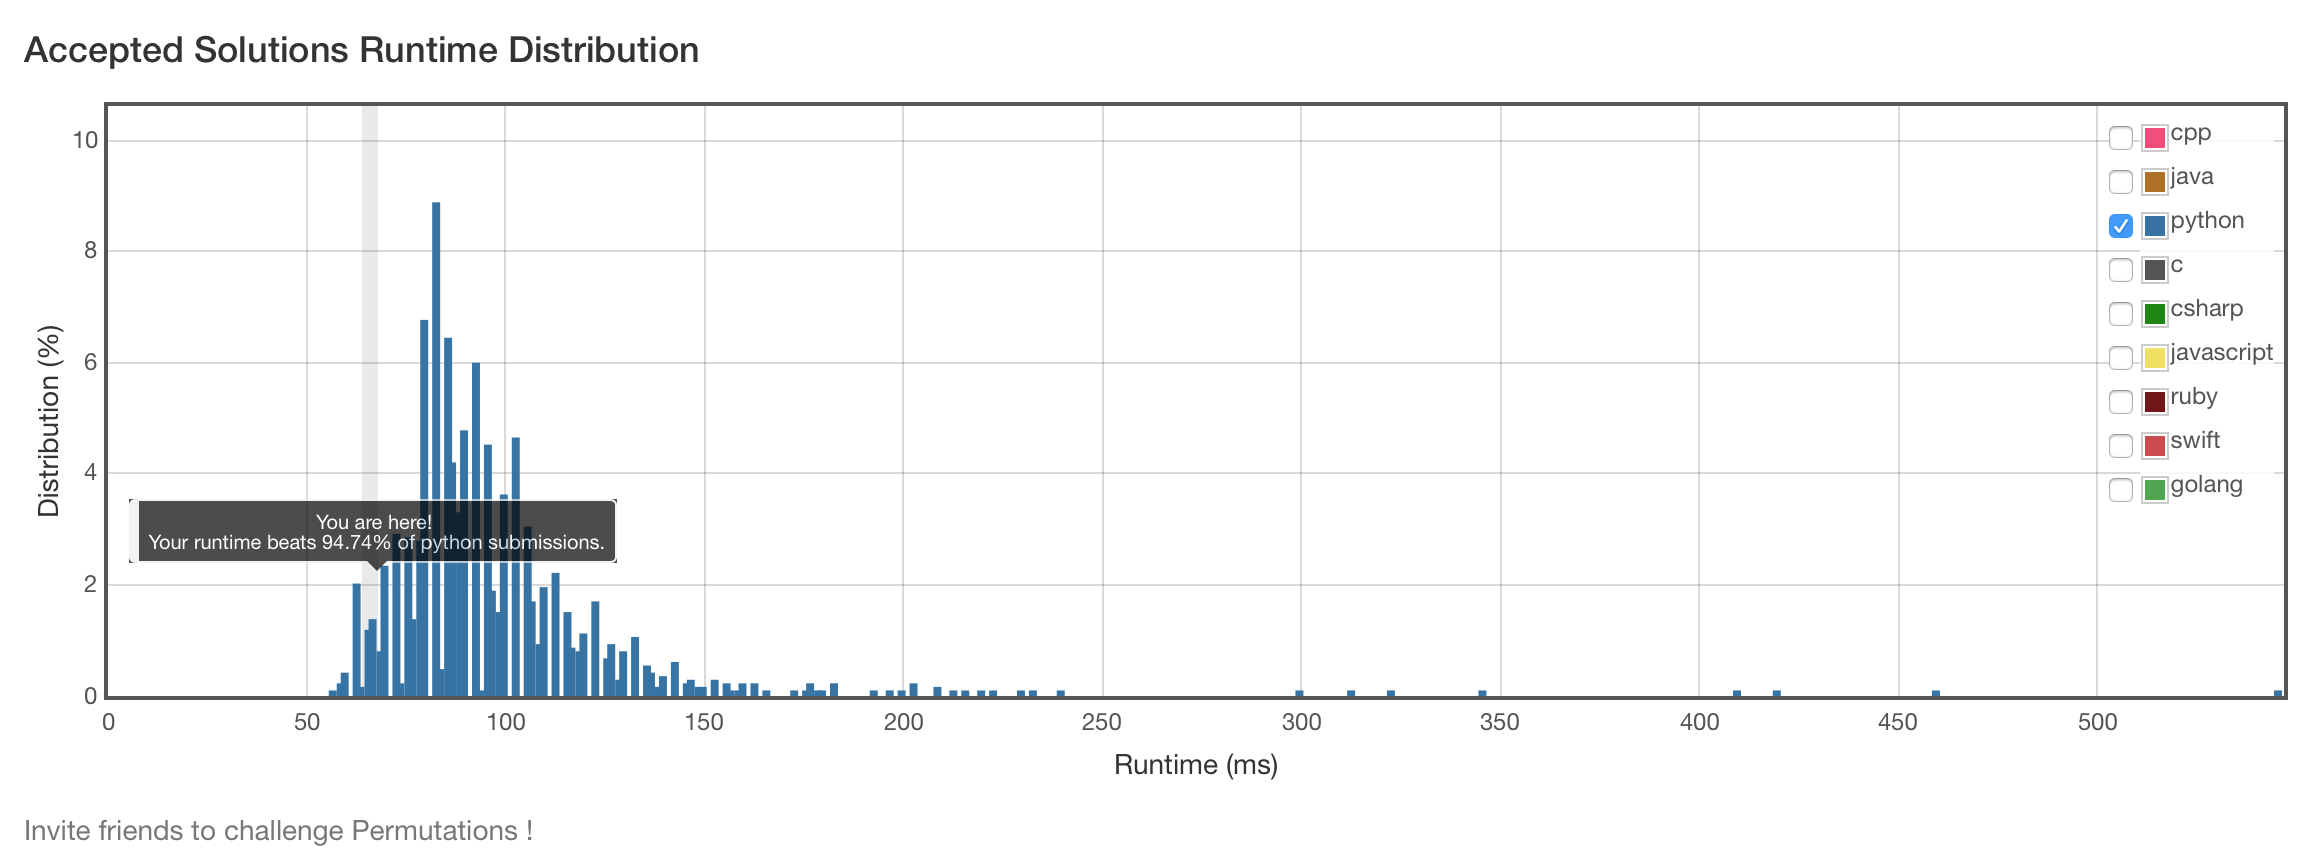 Accepted Solutions Runtime Distribution
10
8
6
4
2
0
Distribution (%)
You are here!
Your runtime beats 94.74% of python submissions.
cpp
java
python
c
csharp
javascript
ruby
swift
golang
0 50 100 150 200 250 300 350 400 450 500
Runtime (ms)
Invite friends to challenge Permutations !